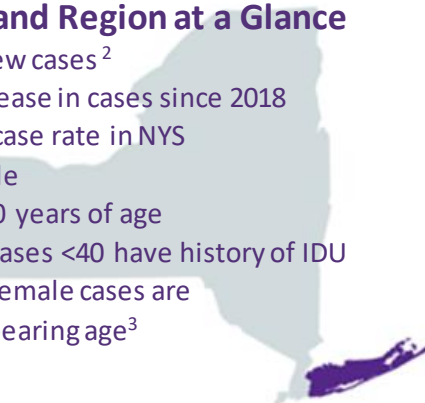 and Region at a Glance
ew cases 2
ease in cases since 2018
case rate in NYS
le
0 years of age
ases <40 have history of IDU
emale cases are
earing age3